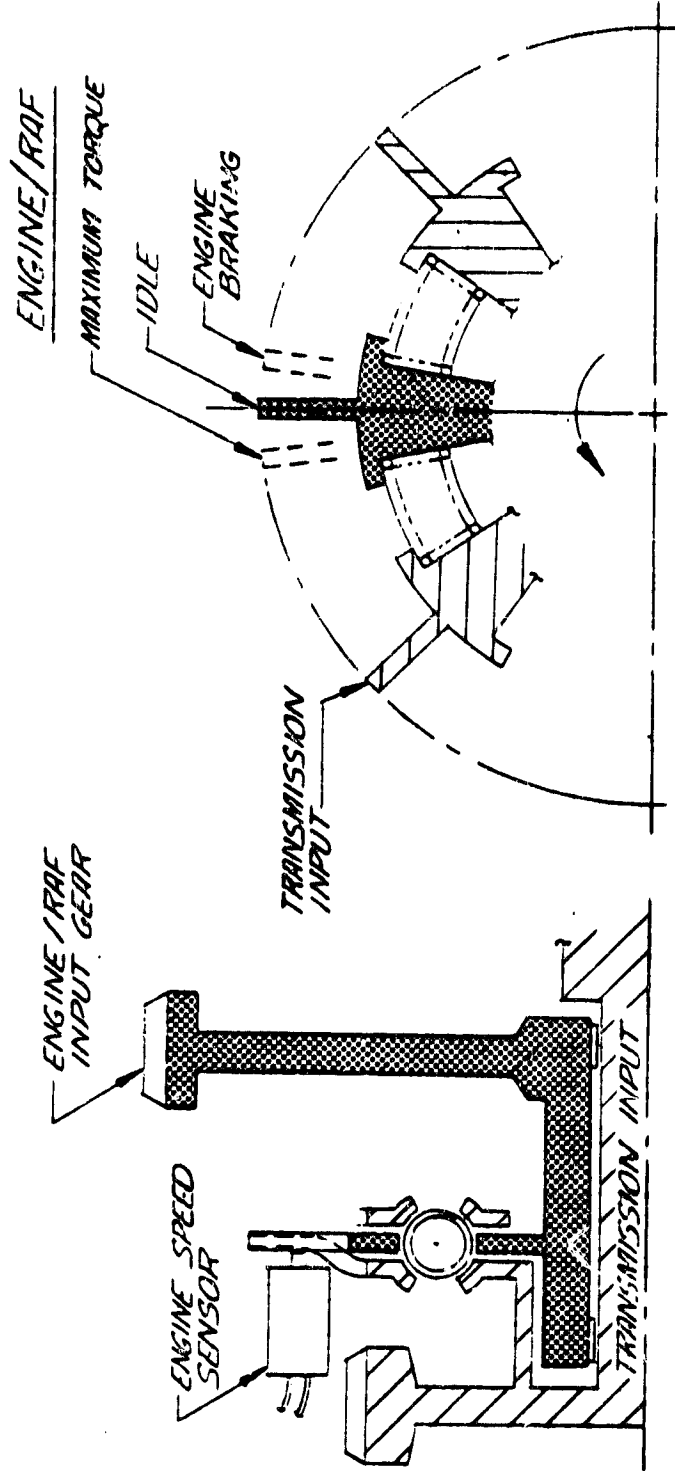 ENGINE/RAF
MAXIMUM TORQUE
IDLE
ENGINE
BRAKING
TRANSMISSION
INPUT
ENGINE/RAF
INPUT GEAR
ENGINE SPEED
SENSOR
TRANSMISSION INPUT